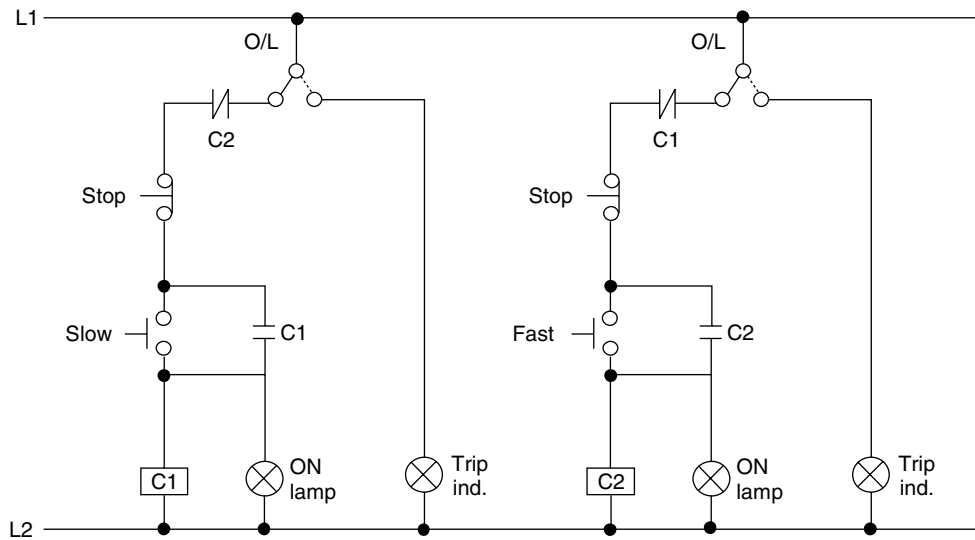 L1
O/L
O/L
C2
C1
Stop
Stop
Slow
C1
Fast
C2
C1
ON
lamp
Trip
ind.
C2
ON
lamp
Trip
ind.
L2